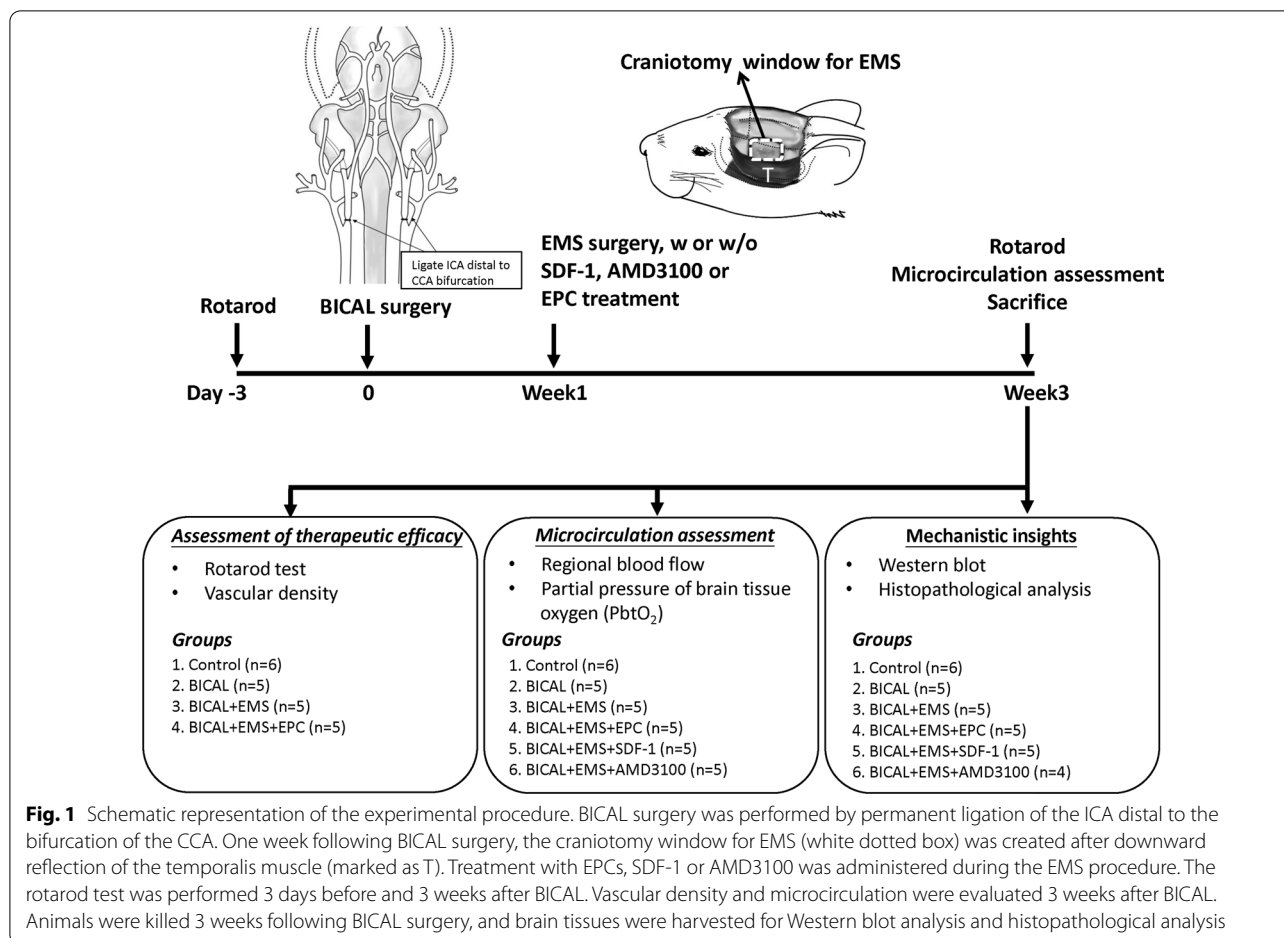 Craniotomy window for EMS
T
Ligate ICA distal to
CCA bifurcation
EMS surgery, w or w/o
SDF-1, AMD3100 or
EPC treatment
Rotarod
Microcirculation assessment
Sacrifice
Rotarod
BICAL surgery
Day -3
0
Week1
Week3
Assessment of therapeutic efficacy
• Rotarod test
• Vascular density
Groups
1. Control (n=6)
2. BICAL (n=5)
3. BICAL+EMS (n=5)
4. BICAL+EMS+EPC (n=5)
Microcirculation assessment
• Regional blood flow
• Partial pressure of brain tissue
oxygen (PbtO₂)
Groups
1. Control (n=6)
2. BICAL (n=5)
3. BICAL+EMS (n=5)
4. BICAL+EMS+EPC (n=5)
5. BICAL+EMS+SDF-1 (n=5)
6. BICAL+EMS+AMD3100 (n=5)
Mechanistic insights
• Western blot
• Histopathological analysis
Groups
1. Control (n=6)
2. BICAL (n=5)
3. BICAL+EMS (n=5)
4. BICAL+EMS+EPC (n=5)
5. BICAL+EMS+SDF-1 (n=5)
6. BICAL+EMS+AMD3100 (n=4)
Fig. 1 Schematic representation of the experimental procedure. BICAL surgery was performed by permanent ligation of the ICA distal to the
bifurcation of the CCA. One week following BICAL surgery, the craniotomy window for EMS (white dotted box) was created after downward
reflection of the temporalis muscle (marked as T). Treatment with EPCs, SDF-1 or AMD3100 was administered during the EMS procedure. The
rotarod test was performed 3 days before and 3 weeks after BICAL. Vascular density and microcirculation were evaluated 3 weeks after BICAL.
Animals were killed 3 weeks following BICAL surgery, and brain tissues were harvested for Western blot analysis and histopathological analysis